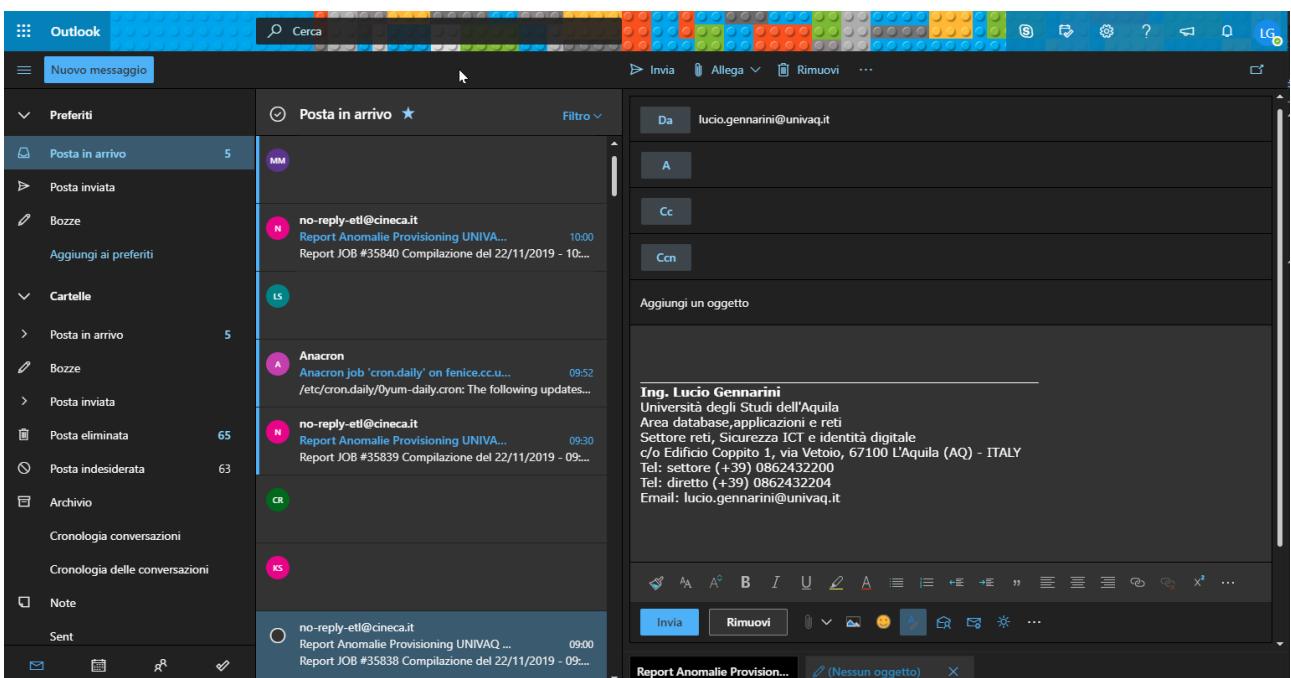 Outlook
Cerca
LG
Nuovo messaggio
Invia
Allega
Rimuovi
Preferiti
Posta in arrivo 5
Posta inviata
Bozze
Aggiungi ai preferiti
Cartelle
Posta in arrivo 5
Bozze
Posta inviata
Posta eliminata 65
Posta indesiderata 63
Archivio
Cronologia conversazioni
Cronologia delle conversazioni
Note
Sent
Posta in arrivo
Filtro
MM
N
no-reply-etl@cineca.it
Report Anomalie Provisioning UNIVA... 10:00
Report JOB #35840 Compilazione del 22/11/2019 - 10:...
LS
A
Anacron
Anacron job 'cron.daily' on fenice.cc.u... 09:52
/etc/cron.daily/0yum-daily.cron: The following updates...
N
no-reply-etl@cineca.it
Report Anomalie Provisioning UNIVA... 09:30
Report JOB #35839 Compilazione del 22/11/2019 - 09:...
CR
KS
no-reply-etl@cineca.it
Report Anomalie Provisioning UNIVAQ ... 09:00
Report JOB #35838 Compilazione del 22/11/2019 - 09:...
Da lucio.gennarini@univaq.it
A
Cc
Ccn
Aggiungi un oggetto
Ing. Lucio Gennarini
Università degli Studi dell'Aquila
Area database,applicazioni e reti
Settore reti, Sicurezza ICT e identità digitale
c/o Edificio Coppito 1, via Vetoio, 67100 L'Aquila (AQ) - ITALY
Tel: settore (+39) 0862432200
Tel: diretto (+39) 0862432204
Email: lucio.gennarini@univaq.it
Invia
Rimuovi
Report Anomalie Provision...
(Nessun oggetto)